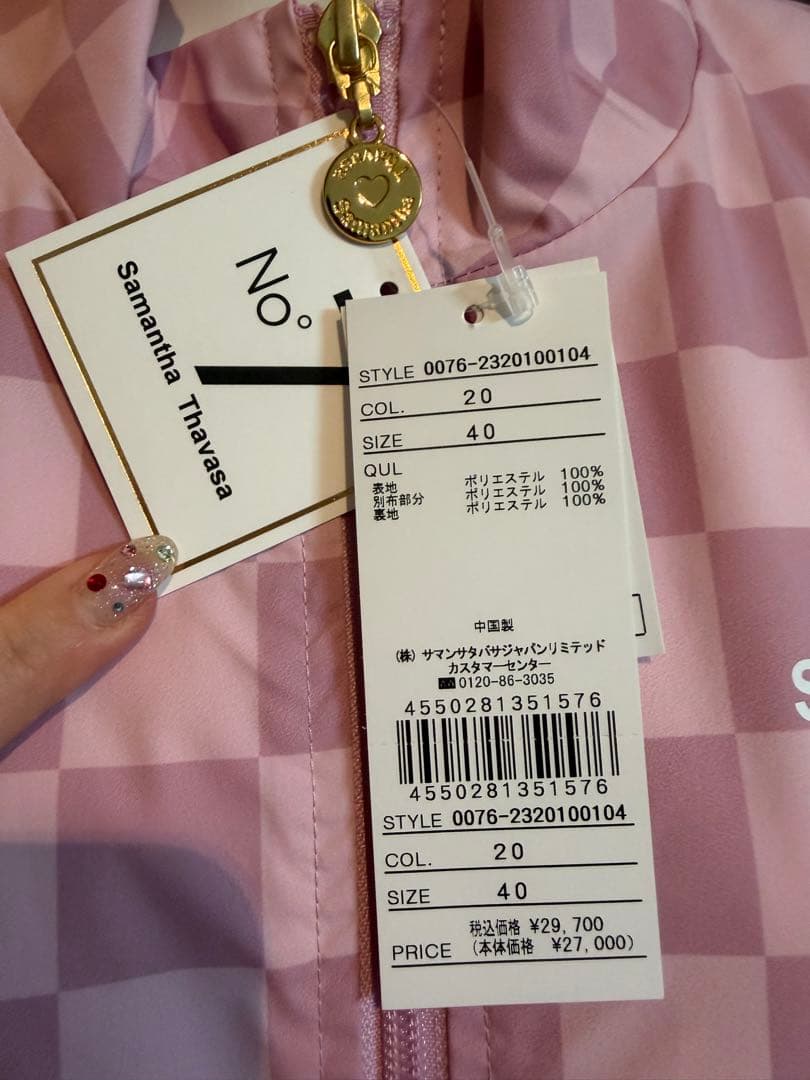 No°
Samantha Thavasa
STYLE 0076-2320100104
COL. 20
SIZE 40
QUL
表地 ポリエステル 100%
別布部分 ポリエステル 100%
裏地 ポリエステル 100%
中国製
(株) サマンサタバサジャパンリミテッド
カスタマーセンター
0120-86-3035
4550281351576
4550281351576
STYLE 0076-2320100104
COL. 20
SIZE 40
税込価格 ¥29,700
PRICE (本体価格 ¥27,000)
S